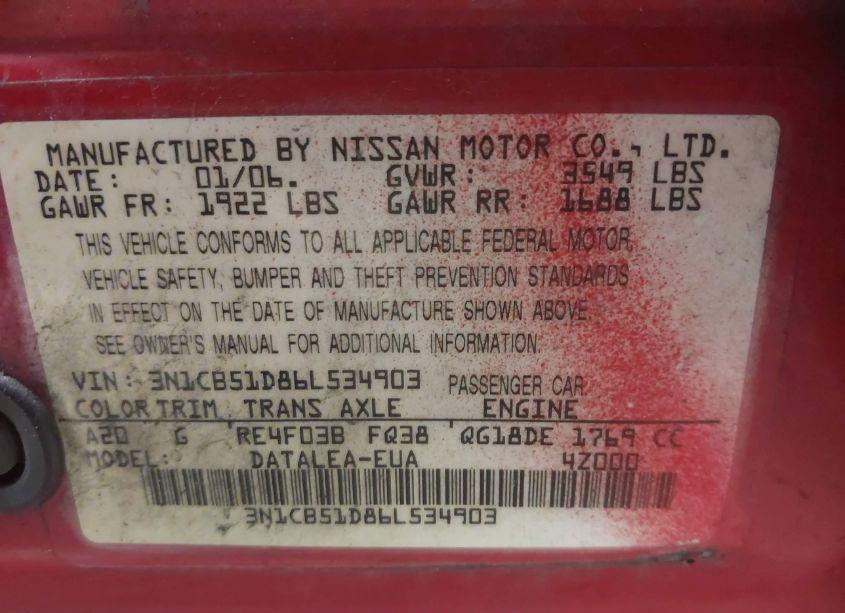 MANUFACTURED BY NISSAN MOTOR CO., LTD.
DATE: 01/06. GVWR: 3549 LBS
GAWR FR: 1922 LBS GAWR RR: 1688 LBS
THIS VEHICLE CONFORMS TO ALL APPLICABLE FEDERAL MOTOR
VEHICLE SAFETY, BUMPER AND THEFT PREVENTION STANDARDS
IN EFFECT ON THE DATE OF MANUFACTURE SHOWN ABOVE.
SEE OWNER'S MANUAL FOR ADDITIONAL INFORMATION.
VIN: 3N1CB51D86L534903 PASSENGER CAR
COLOR TRIM TRANS AXLE ENGINE
A20 G RE4F03B FQ38 QG18DE 1769 CC
MODEL: DATALEA-EUA 4Z000
3N1CB51D86L534903